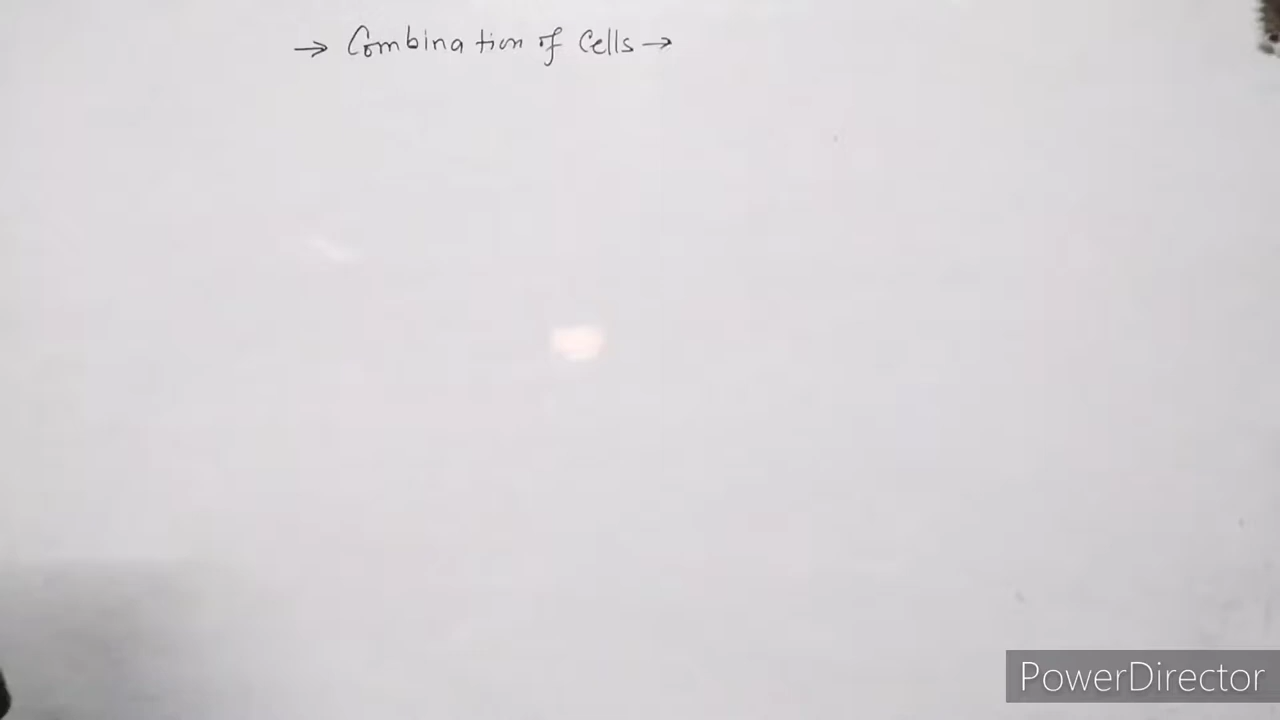 → Combination of Cells →
PowerDirector